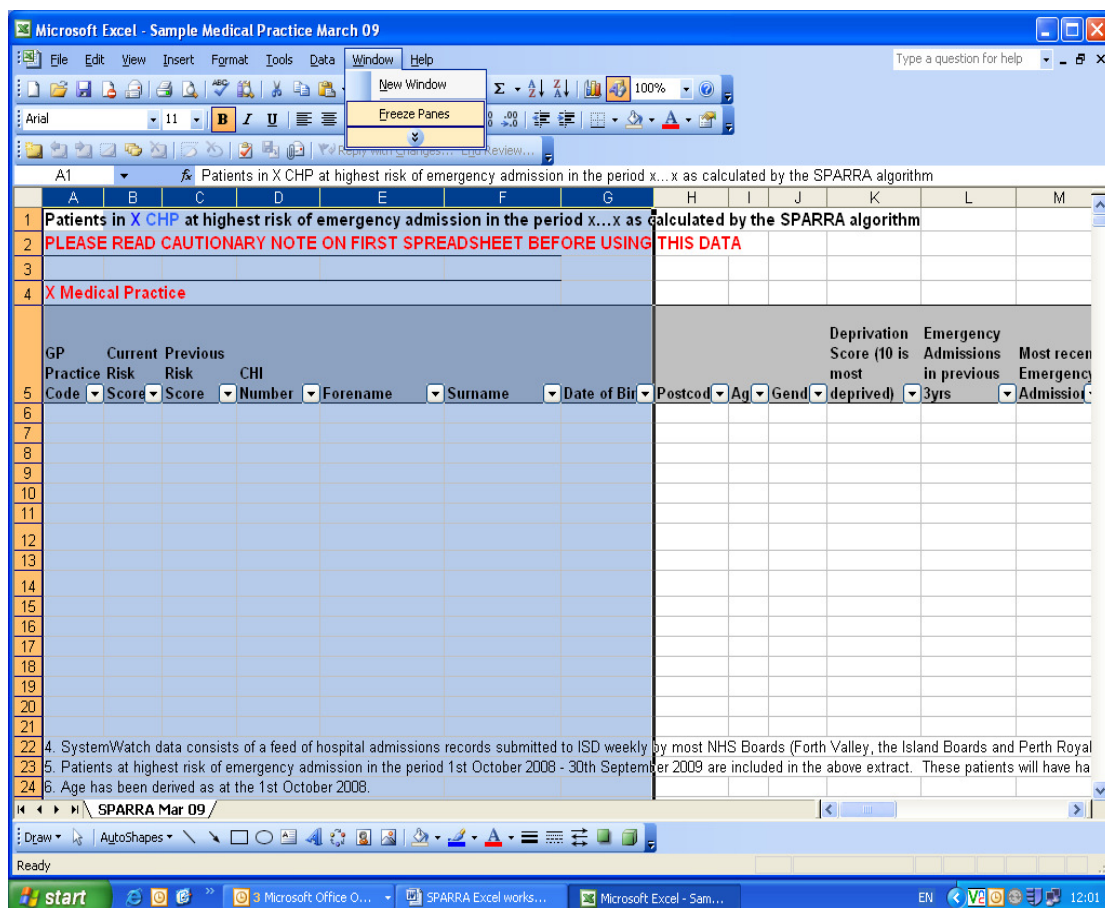 Microsoft Excel - Sample Medical Practice March 09
File Edit View Insert Format Tools Data Window Help
Type a question for help
New Window
Freeze Panes
100%
Arial 11 B I U
Reply with Changes... End Review...
A1 fx Patients in X CHP at highest risk of emergency admission in the period x...x as calculated by the SPARRA algorithm
A B C D E F G H I J K L M
1 Patients in X CHP at highest risk of emergency admission in the period x...x as calculated by the SPARRA algorithm
2 PLEASE READ CAUTIONARY NOTE ON FIRST SPREADSHEET BEFORE USING THIS DATA
3
4 X Medical Practice
Deprivation Emergency
GP Current Previous Score (10 is Admissions Most recen
Practice Risk Risk CHI most in previous Emergency
5 Code Score Score Number Forename Surname Date of Bir Postcod Ag Gend deprived) 3yrs Admission
6
7
8
9
10
11
12
13
14
15
16
17
18
19
20
21
22 4. SystemWatch data consists of a feed of hospital admissions records submitted to ISD weekly by most NHS Boards (Forth Valley, the Island Boards and Perth Royal
23 5. Patients at highest risk of emergency admission in the period 1st October 2008 - 30th September 2009 are included in the above extract. These patients will have ha
24 6. Age has been derived as at the 1st October 2008.
SPARRA Mar 09
Draw AutoShapes
Ready
start 3 Microsoft Office O... SPARRA Excel works... Microsoft Excel - Sam... EN 12:01